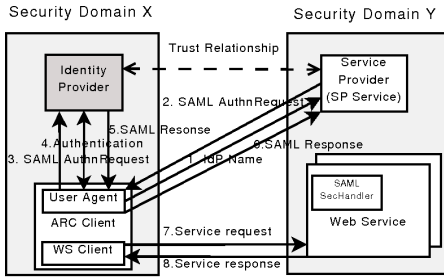 Security Domain X
Security Domain Y
Trust Relationship
Identity
Provider
Service
Provider
(SP Service)
2. SAML AuthnRequest
5.SAML Resonse
4.Authentication
6.SAML Response
3. SAML AuthnRequest
1. IdP Name
User Agent
ARC Client
WS Client
SAML
SecHandler
Web Service
7.Service request
8.Service response